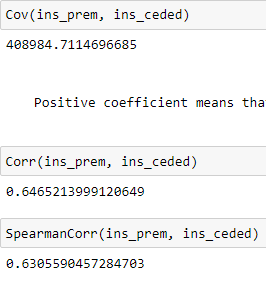 Cov(ins_prem, ins_ceded)
408984.7114696685
Positive coefficient means tha
Corr(ins_prem, ins_ceded)
0.6465213999120649
SpearmanCorr(ins_prem, ins_ceded)
0.6305590457284703